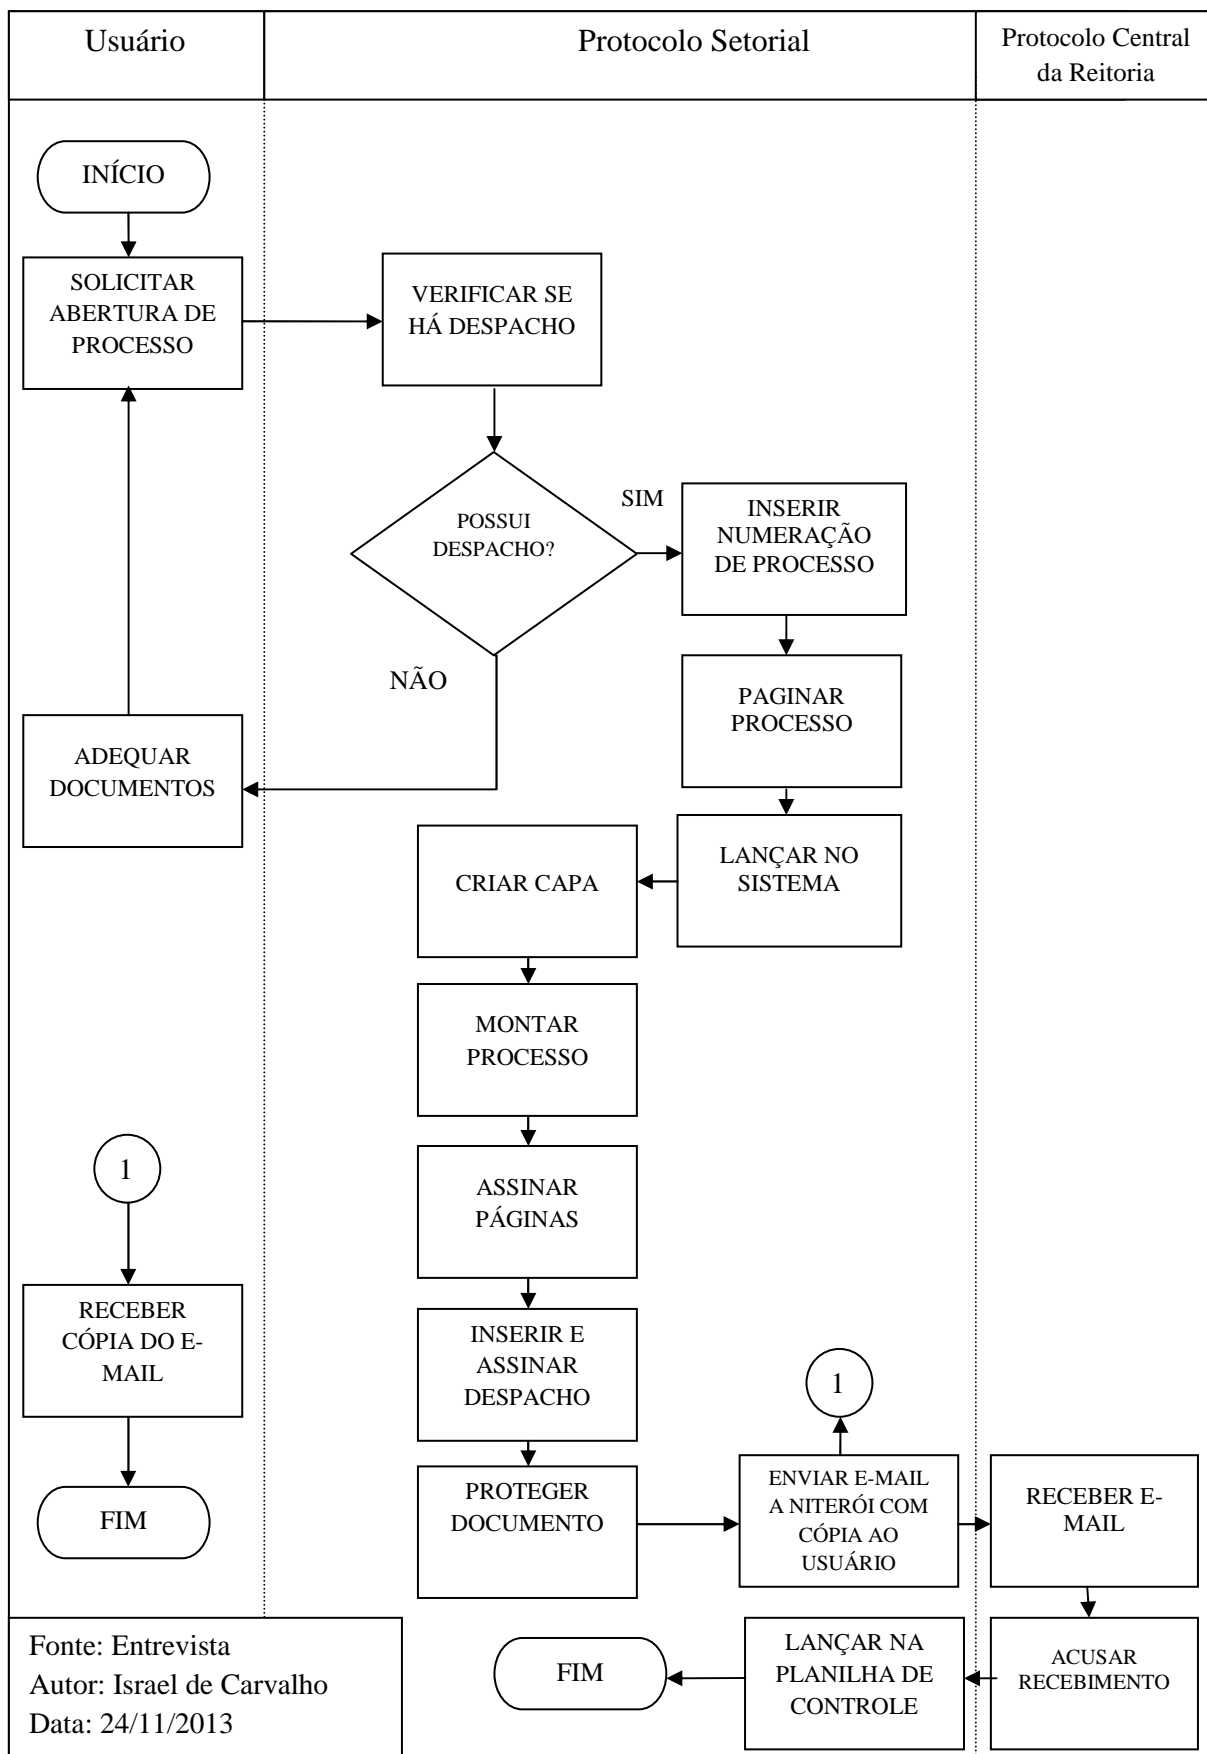 Usuário
Protocolo Setorial
Protocolo Central
da Reitoria
INÍCIO
SOLICITAR
ABERTURA DE
PROCESSO
VERIFICAR SE
HÁ DESPACHO
POSSUI
DESPACHO?
SIM
INSERIR
NUMERAÇÃO
DE PROCESSO
NÃO
PAGINAR
PROCESSO
ADEQUAR
DOCUMENTOS
LANÇAR NO
SISTEMA
CRIAR CAPA
MONTAR
PROCESSO
1
ASSINAR
PÁGINAS
RECEBER
CÓPIA DO E-
MAIL
INSERIR E
ASSINAR
DESPACHO
1
FIM
PROTEGER
DOCUMENTO
ENVIAR E-MAIL
A NITERÓI COM
CÓPIA AO
USUÁRIO
RECEBER E-
MAIL
Fonte: Entrevista
Autor: Israel de Carvalho
Data: 24/11/2013
FIM
LANÇAR NA
PLANILHA DE
CONTROLE
ACUSAR
RECEBIMENTO